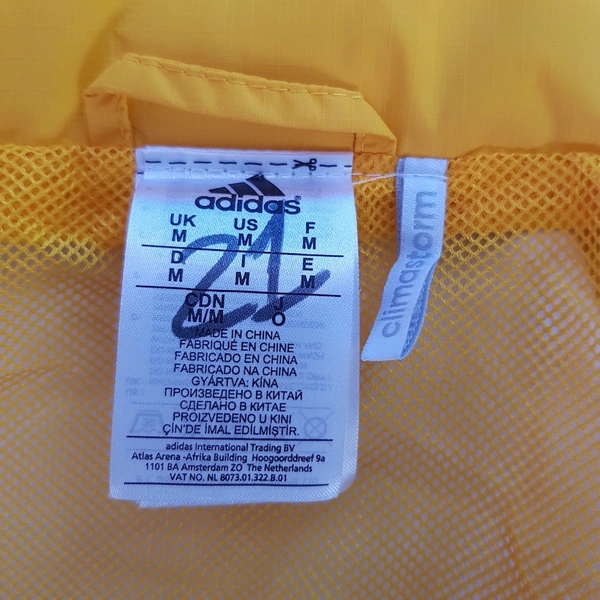 adidas
UK US F
M M M
D I E
M M M
CDN J
M/M O
21
MADE IN CHINA
FABRIQUÉ EN CHINE
FABRICADO EN CHINA
FABRICADO NA CHINA
GYÁRTVA: KÍNA
ПРОИЗВЕДЕНО В КИТАЙ
СДЕЛАНО В КИТАЕ
PROIZVEDENO U KINI
ÇİN'DE İMAL EDİLMİŞTİR.
adidas International Trading BV
Atlas Arena -Afrika Building Hoogoorddreef 9a
1101 BA Amsterdam ZO The Netherlands
VAT NO. NL 8073.01.322.B.01
climastorm